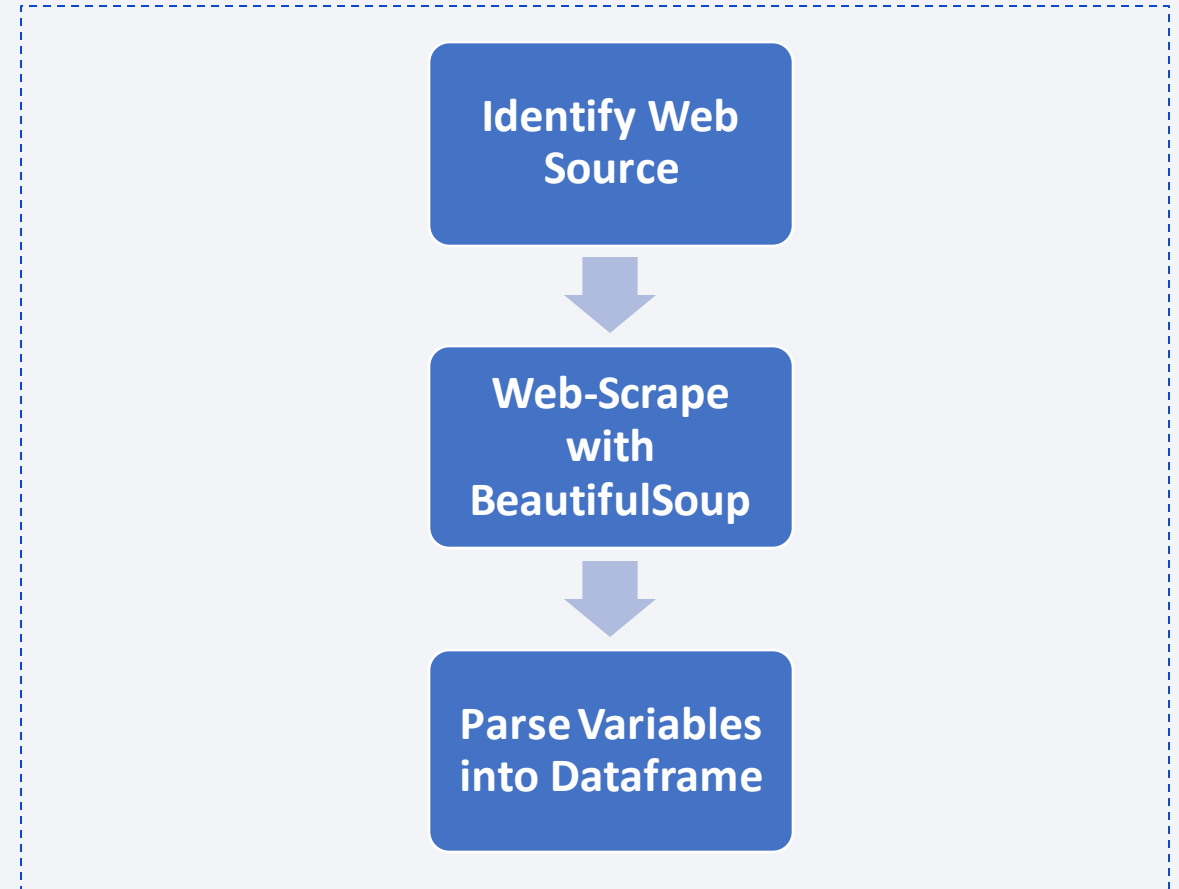 Identify Web
Source
Web-Scrape
with
BeautifulSoup
Parse Variables
into Dataframe